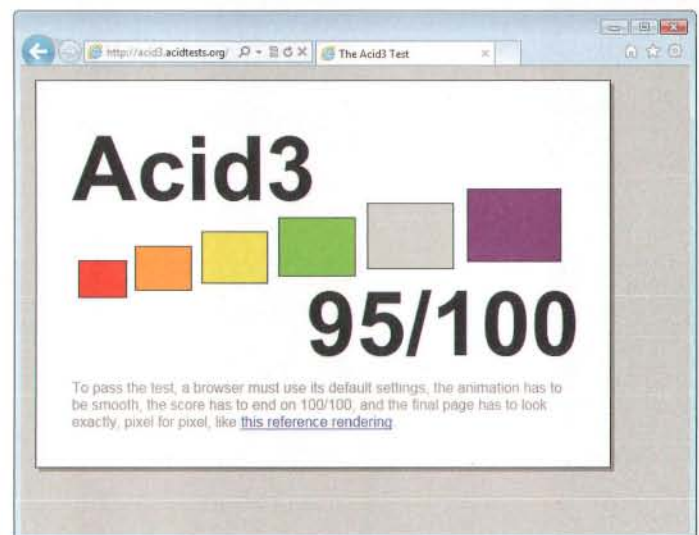 http://acid3.acidtests.org/
The Acid3 Test
Acid3
95/100
To pass the test, a browser must use its default settings, the animation has to
be smooth, the score has to end on 100/100, and the final page has to look
exactly, pixel for pixel, like this reference rendering.